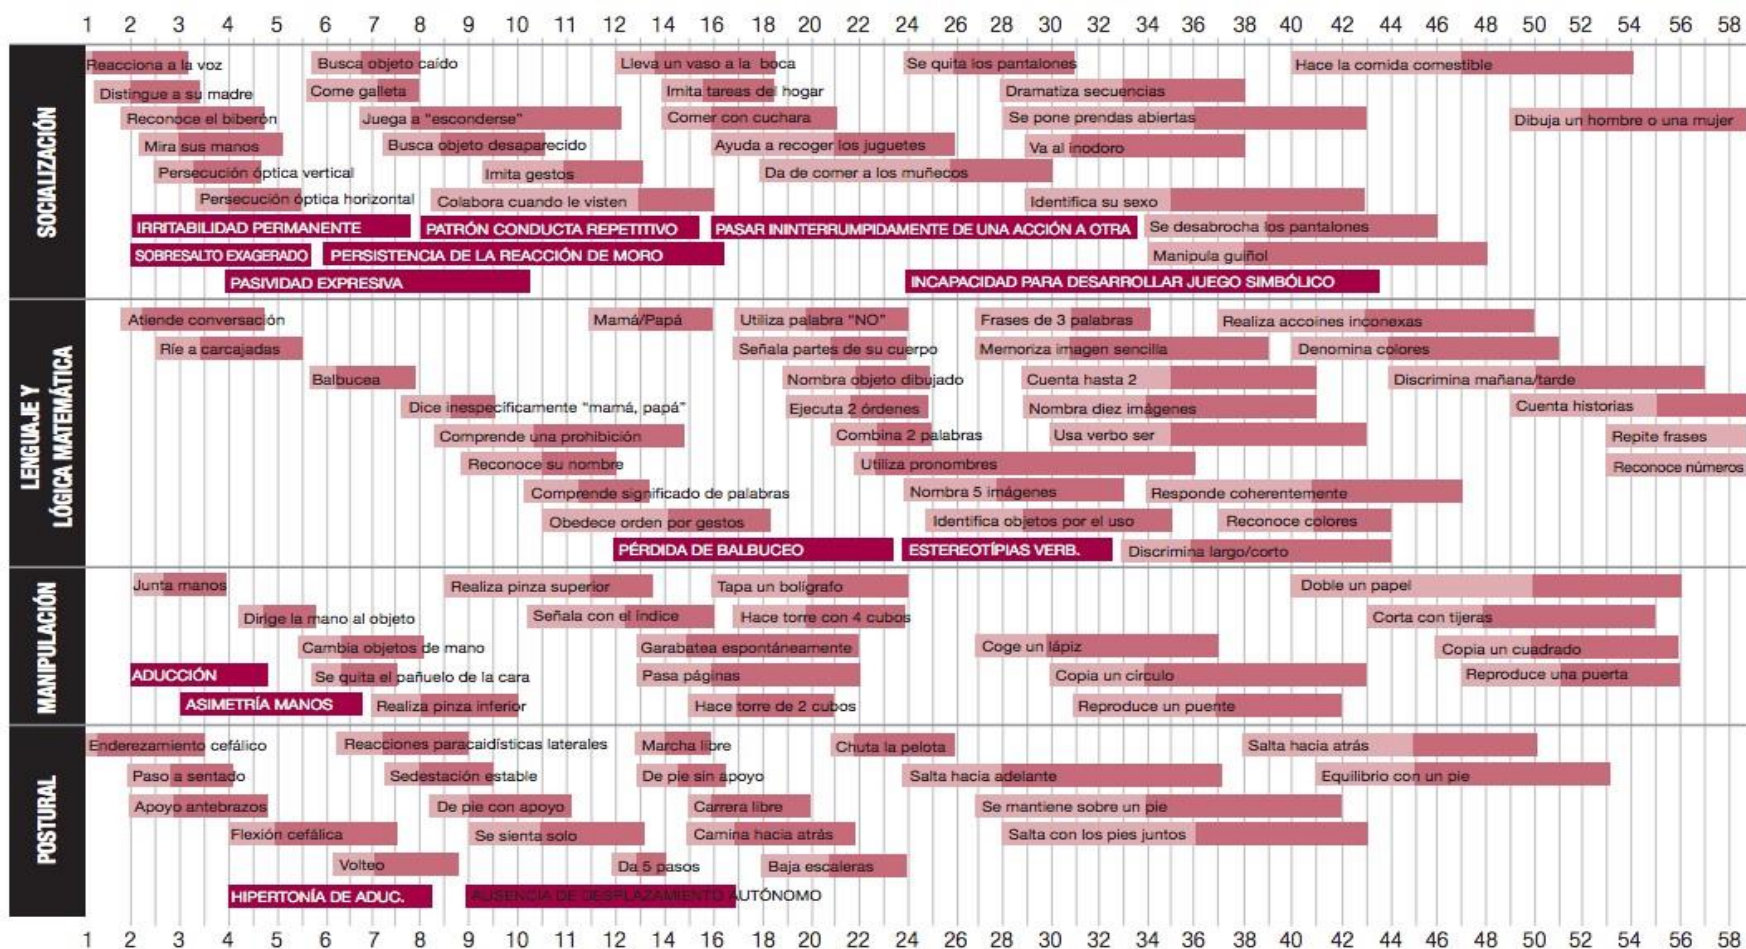 1 2 3 4 5 6 7 8 9 10 11 12 13 14 16 18 20 22 24 26 28 30 32 34 36 38 40 42 44 46 48 50 52 54 56 58
SOCIALIZACIÓN
Reacciona a la voz
Busca objeto caído
Lleva un vaso a la boca
Se quita los pantalones
Hace la comida comestible
Distingue a su madre
Come galleta
Imita tareas del hogar
Dramatiza secuencias
Reconoce el biberón
Juega a “esconderse”
Comer con cuchara
Se pone prendas abiertas
Dibuja un hombre o una mujer
Mira sus manos
Busca objeto desaparecido
Ayuda a recoger los juguetes
Va al inodoro
Persecución óptica vertical
Imita gestos
Da de comer a los muñecos
Persecución óptica horizontal
Colabora cuando le visten
Identifica su sexo
IRRITABILIDAD PERMANENTE
PATRÓN CONDUCTA REPETITIVO
PASAR ININTERRUMPIDAMENTE DE UNA ACCIÓN A OTRA
Se desabrocha los pantalones
SOBRESALTO EXAGERADO
PERSISTENCIA DE LA REACCIÓN DE MORO
Manipula guiñol
PASIVIDAD EXPRESIVA
INCAPACIDAD PARA DESARROLLAR JUEGO SIMBÓLICO
LENGUAJE Y
LÓGICA MATEMÁTICA
Atiende conversación
Mamá/Papá
Utiliza palabra “NO”
Frases de 3 palabras
Realiza accoines inconexas
Ríe a carcajadas
Señala partes de su cuerpo
Memoriza imagen sencilla
Denomina colores
Balbucea
Nombra objeto dibujado
Cuenta hasta 2
Discrimina mañana/tarde
Dice inespecíficamente “mamá, papá”
Ejecuta 2 órdenes
Nombra diez imágenes
Cuenta historias
Comprende una prohibición
Combina 2 palabras
Usa verbo ser
Repite frases
Reconoce su nombre
Utiliza pronombres
Reconoce números
Comprende significado de palabras
Nombra 5 imágenes
Responde coherentemente
Obedece orden por gestos
Identifica objetos por el uso
Reconoce colores
PÉRDIDA DE BALBUCEO
ESTEREOTÍPIAS VERB.
Discrimina largo/corto
MANIPULACIÓN
Junta manos
Realiza pinza superior
Tapa un bolígrafo
Doble un papel
Dirige la mano al objeto
Señala con el índice
Hace torre con 4 cubos
Corta con tijeras
Cambia objetos de mano
Garabatea espontáneamente
Coge un lápiz
Copia un cuadrado
ADUCCIÓN
Se quita el pañuelo de la cara
Pasa páginas
Copia un círculo
Reproduce una puerta
ASIMETRÍA MANOS
Realiza pinza inferior
Hace torre de 2 cubos
Reproduce un puente
POSTURAL
Enderezamiento cefálico
Reacciones paracaidísticas laterales
Marcha libre
Chuta la pelota
Salta hacia atrás
Paso a sentado
Sedestación estable
De pie sin apoyo
Salta hacia adelante
Equilibrio con un pie
Apoyo antebrazos
De pie con apoyo
Carrera libre
Se mantiene sobre un pie
Flexión cefálica
Se sienta solo
Camina hacia atrás
Salta con los pies juntos
Volteo
Da 5 pasos
Baja escaleras
HIPERTONÍA DE ADUC.
AUSENCIA DE DESPLAZAMIENTO AUTÓNOMO
1 2 3 4 5 6 7 8 9 10 11 12 13 14 16 18 20 22 24 26 28 30 32 34 36 38 40 42 44 46 48 50 52 54 56 58